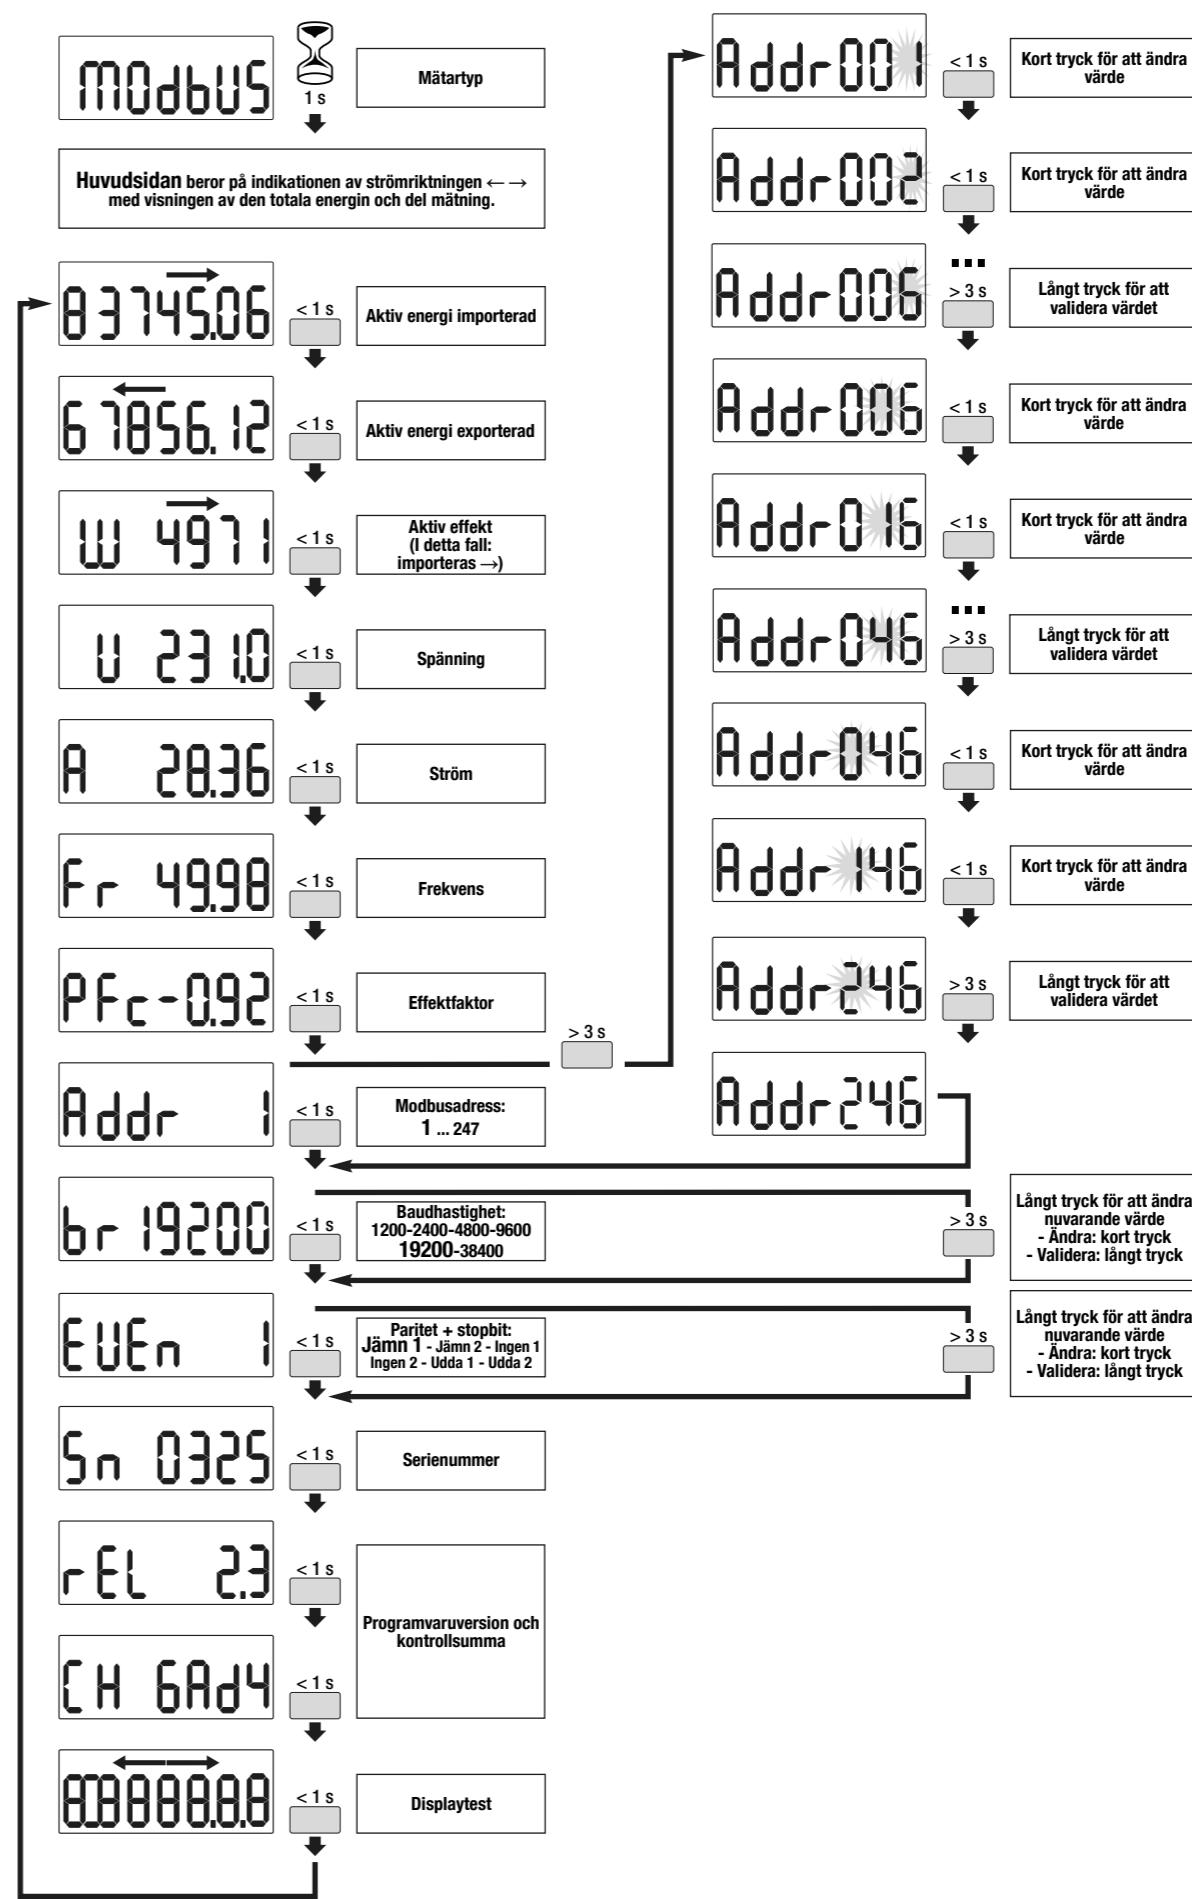 M0dbUS
1 s
Mätartyp
Huvudsidan beror på indikationen av strömriktningen ←→
med visningen av den totala energin och del mätning.
83745.06
< 1 s
Aktiv energi importerad
67856.12
< 1 s
Aktiv energi exporterad
W 4971
< 1 s
Aktiv effekt
(I detta fall:
importeras →)
U 231.0
< 1 s
Spänning
A 28.36
< 1 s
Ström
Fr 49.98
< 1 s
Frekvens
PFc-0.92
< 1 s
Effektfaktor
> 3 s
Addr 1
< 1 s
Modbusadress:
1 ... 247
br 19200
< 1 s
Baudhastighet:
1200-2400-4800-9600
19200-38400
> 3 s
Långt tryck för att ändra
nuvarande värde
- Ändra: kort tryck
- Validera: långt tryck
EUEn 1
< 1 s
Paritet + stopbit:
Jämn 1 - Jämn 2 - Ingen 1
Ingen 2 - Udda 1 - Udda 2
> 3 s
Långt tryck för att ändra
nuvarande värde
- Ändra: kort tryck
- Validera: långt tryck
Sn 0325
< 1 s
Serienummer
rEL 2.3
< 1 s
Programvaruversion och
kontrollsumma
CH 6Ad4
< 1 s
888888.8.8
< 1 s
Displaytest
Addr001
< 1 s
Kort tryck för att ändra
värde
Addr002
< 1 s
Kort tryck för att ändra
värde
Addr006
...
> 3 s
Långt tryck för att
validera värdet
Addr006
< 1 s
Kort tryck för att ändra
värde
Addr016
< 1 s
Kort tryck för att ändra
värde
Addr046
...
> 3 s
Långt tryck för att
validera värdet
Addr046
< 1 s
Kort tryck för att ändra
värde
Addr146
< 1 s
Kort tryck för att ändra
värde
Addr246
> 3 s
Långt tryck för att
validera värdet
Addr246